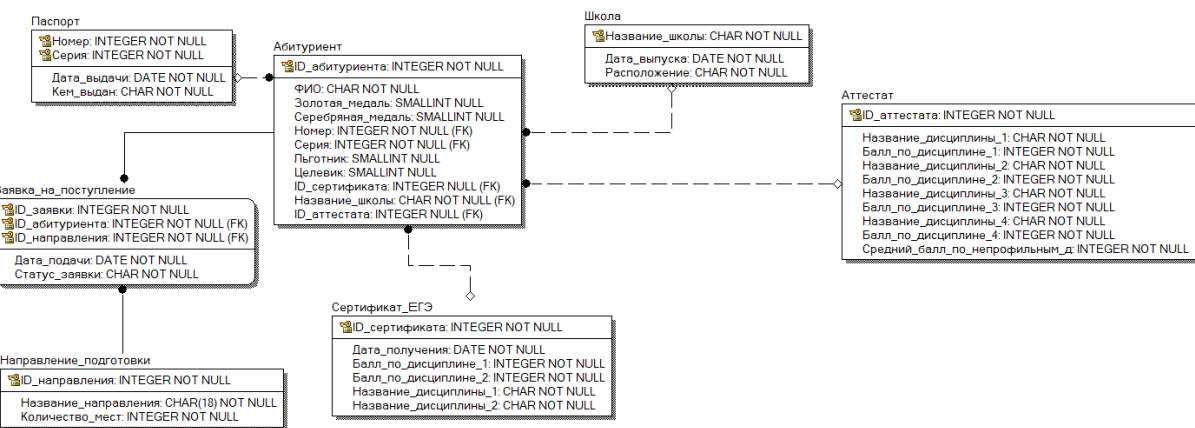 Паспорт
Номер: INTEGER NOT NULL
Серия: INTEGER NOT NULL
Дата_выдачи: DATE NOT NULL
Кем_выдан: CHAR NOT NULL
Абитуриент
ID_абитуриента: INTEGER NOT NULL
ФИО: CHAR NOT NULL
Золотая_медаль: SMALLINT NULL
Серебряная_медаль: SMALLINT NULL
Номер: INTEGER NOT NULL (FK)
Серия: INTEGER NOT NULL (FK)
Льготник: SMALLINT NULL
Целевик: SMALLINT NULL
ID_сертификата: INTEGER NULL (FK)
Название_школы: CHAR NOT NULL (FK)
ID_аттестата: INTEGER NULL (FK)
Школа
Название_школы: CHAR NOT NULL
Дата_выпуска: DATE NOT NULL
Расположение: CHAR NOT NULL
Аттестат
ID_аттестата: INTEGER NOT NULL
Название_дисциплины_1: CHAR NOT NULL
Балл_по_дисциплине_1: INTEGER NOT NULL
Название_дисциплины_2: CHAR NOT NULL
Балл_по_дисциплине_2: INTEGER NOT NULL
Название_дисциплины_3: CHAR NOT NULL
Балл_по_дисциплине_3: INTEGER NOT NULL
Название_дисциплины_4: CHAR NOT NULL
Балл_по_дисциплине_4: INTEGER NOT NULL
Средний_балл_по_непрофильным_д: INTEGER NOT NULL
Заявка_на_поступление
ID_заявки: INTEGER NOT NULL
ID_абитуриента: INTEGER NOT NULL (FK)
ID_направления: INTEGER NOT NULL (FK)
Дата_подачи: DATE NOT NULL
Статус_заявки: CHAR NOT NULL
Сертификат_ЕГЭ
ID_сертификата: INTEGER NOT NULL
Дата_получения: DATE NOT NULL
Балл_по_дисциплине_1: INTEGER NOT NULL
Балл_по_дисциплине_2: INTEGER NOT NULL
Название_дисциплины_1: CHAR NOT NULL
Название_дисциплины_2: CHAR NOT NULL
Направление_подготовки
ID_направления: INTEGER NOT NULL
Название_направления: CHAR(18) NOT NULL
Количество_мест: INTEGER NOT NULL